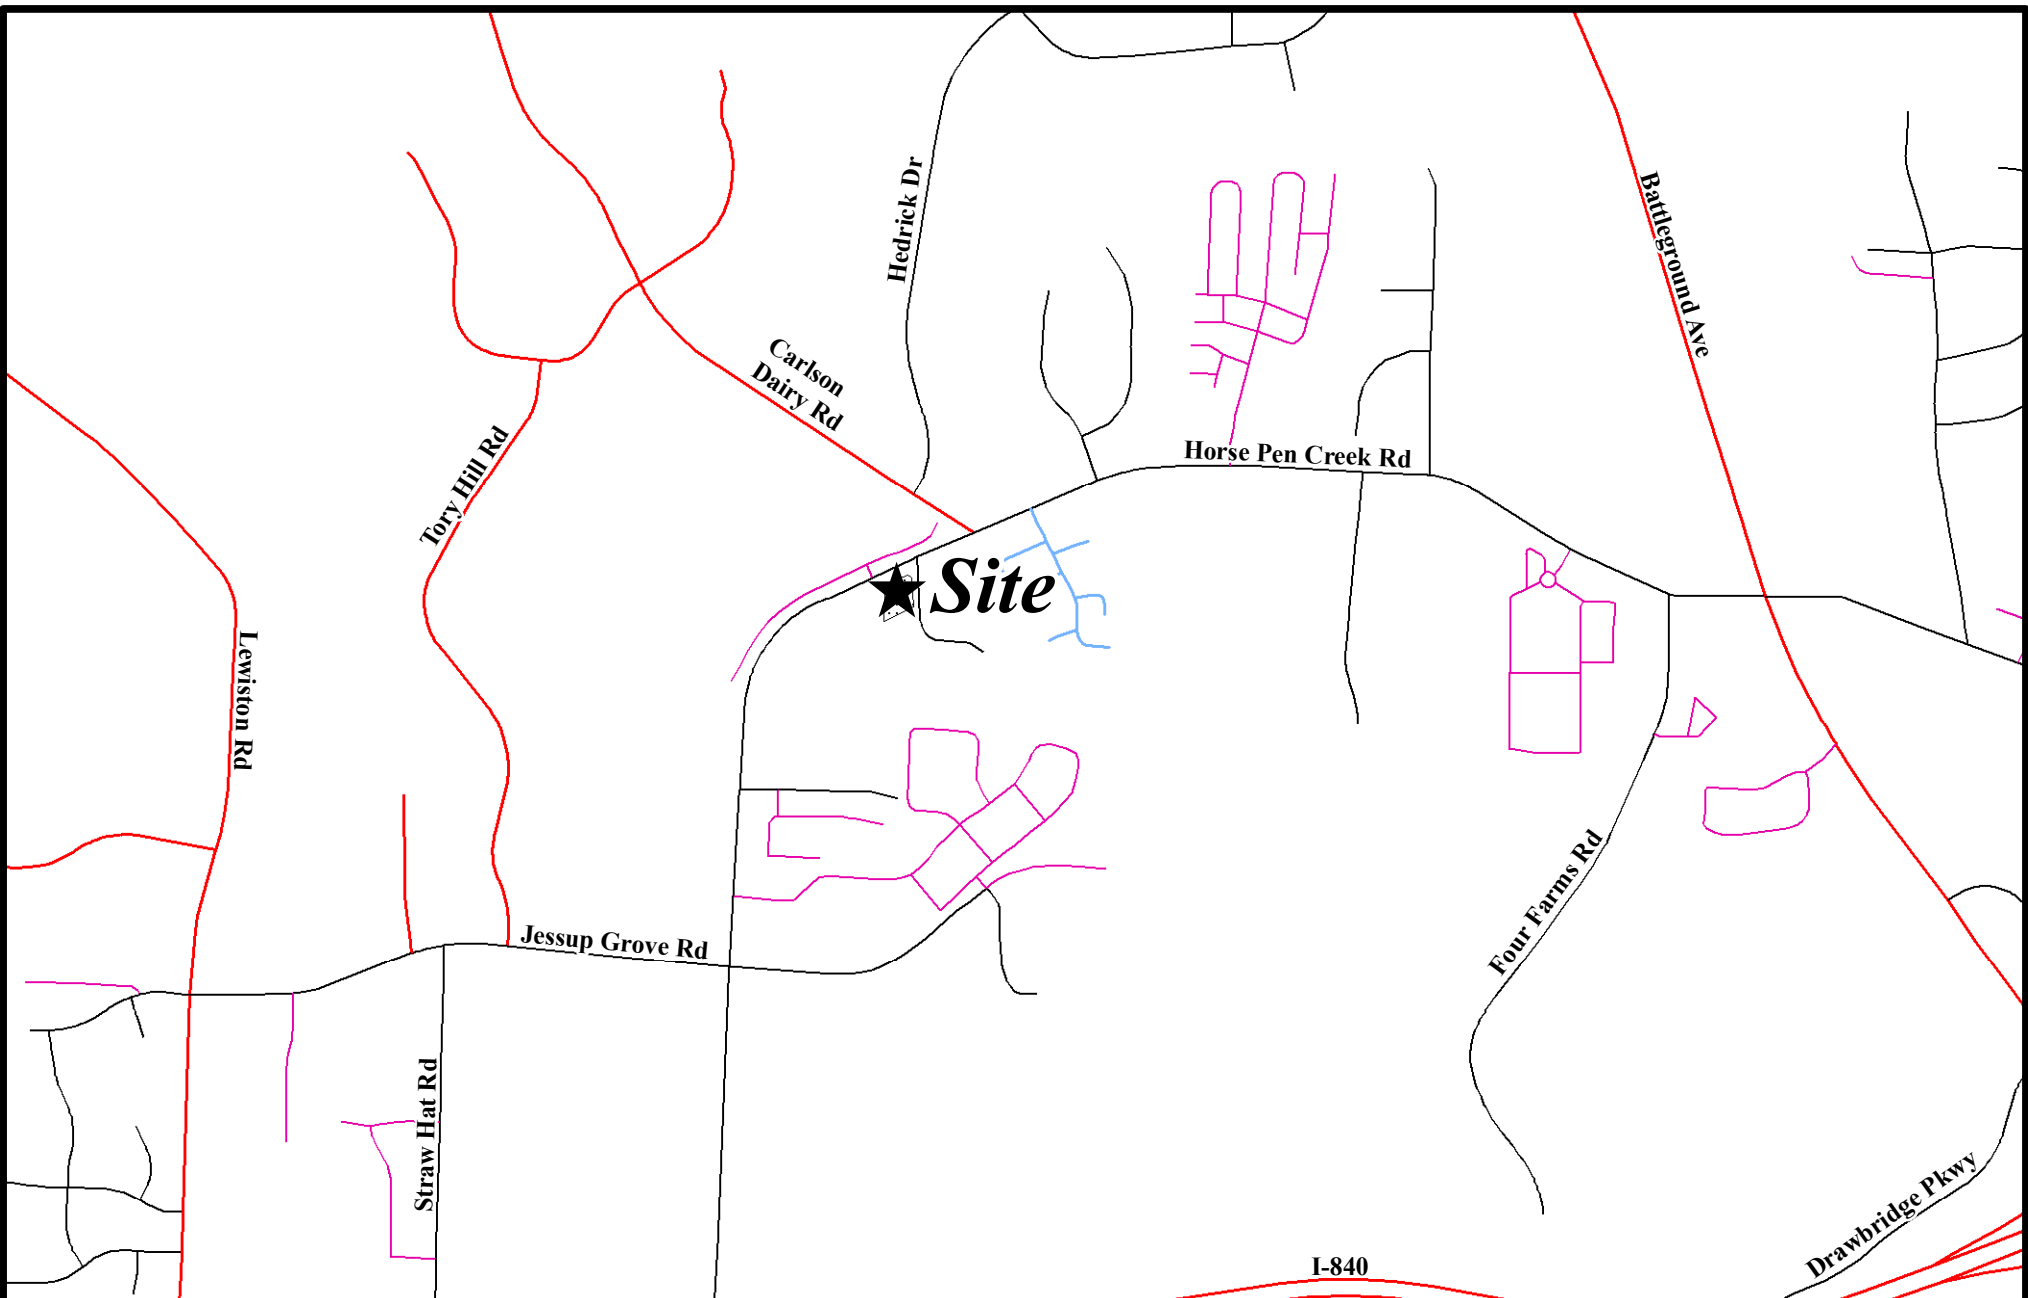 Hedrick Dr
Battleground Ave
Carlson
Dairy Rd
Tory Hill Rd
Horse Pen Creek Rd
Site
Lewiston Rd
Four Farms Rd
Jessup Grove Rd
Straw Hat Rd
Drawbridge Pkwy
I-840